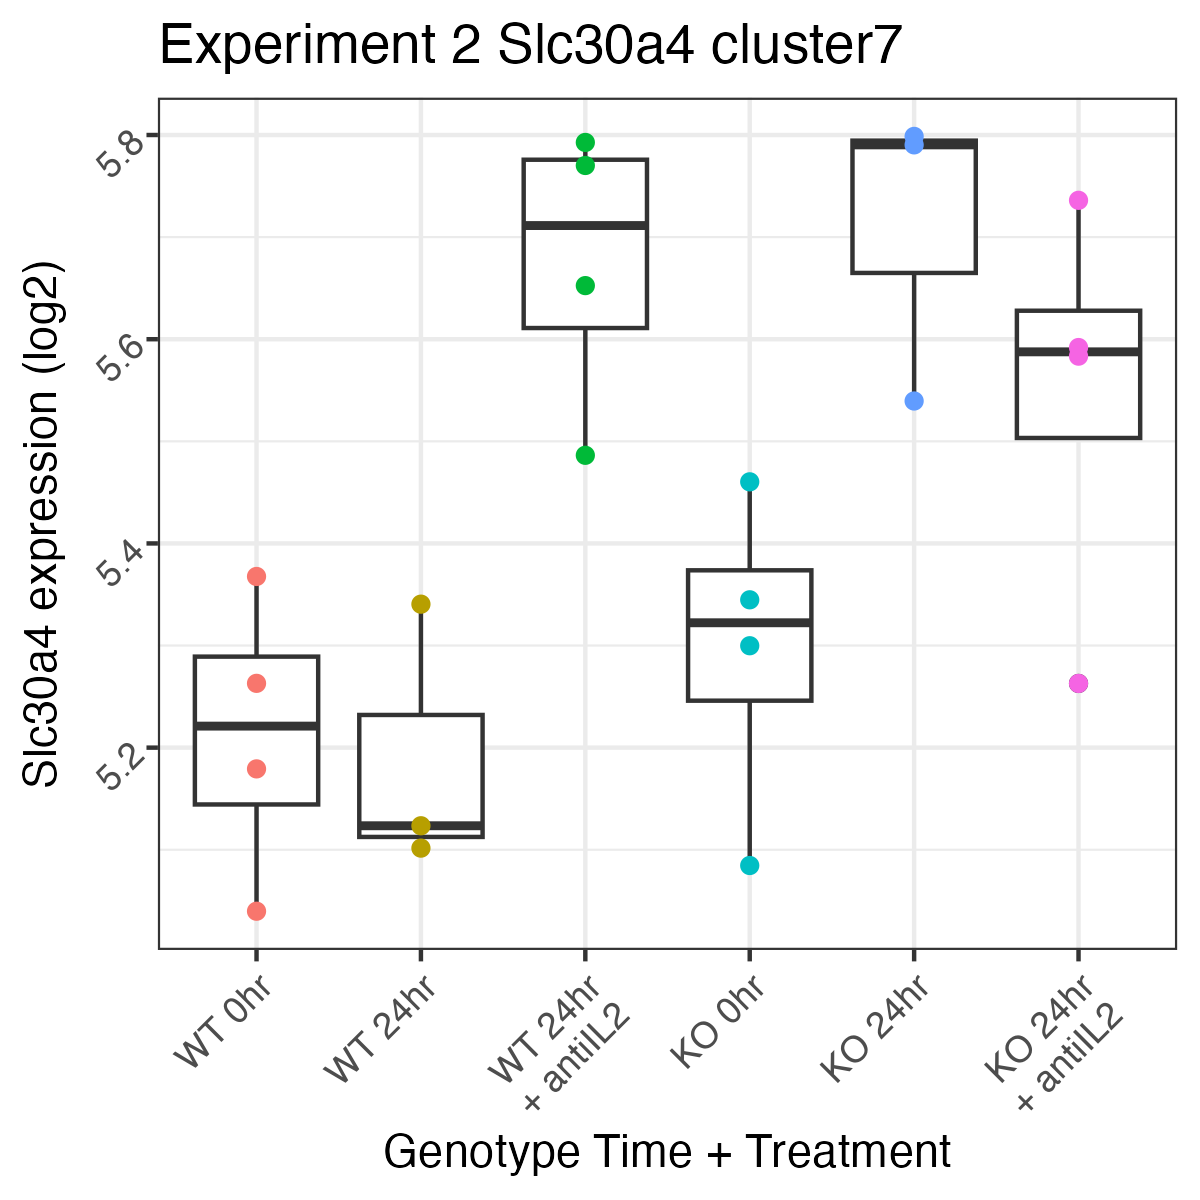 Experiment 2 Slc30a4 cluster7
Slc30a4 expression (log2)
5.8
5.6
5.4
5.2
WT 0hr
WT 24hr
WT 24hr
+ antiIL2
KO 0hr
KO 24hr
KO 24hr
+ antiIL2
Genotype Time + Treatment